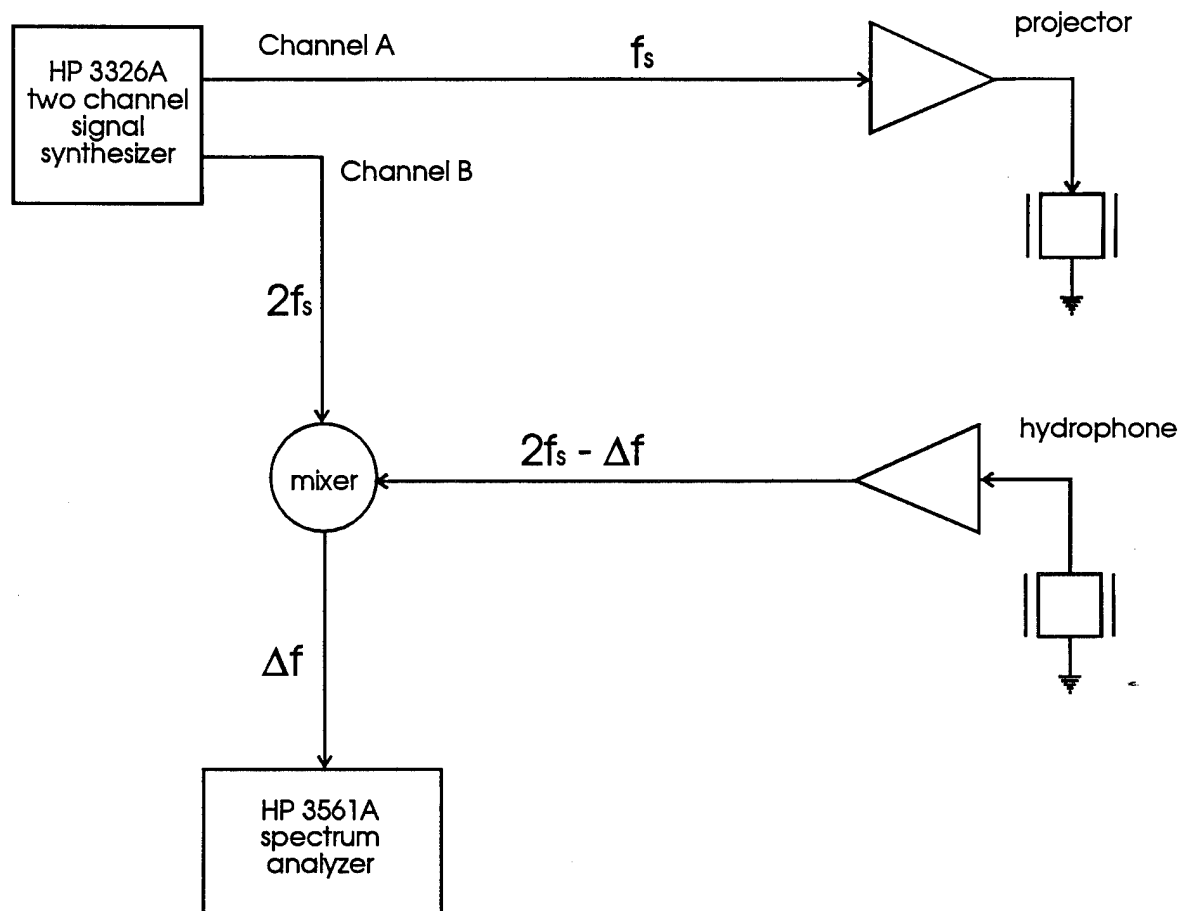 projector
Channel A
fs
HP 3326A
two channel
signal
synthesizer
Channel B
2fs
hydrophone
2fs - Δf
mixer
Δf
HP 3561A
spectrum
analyzer